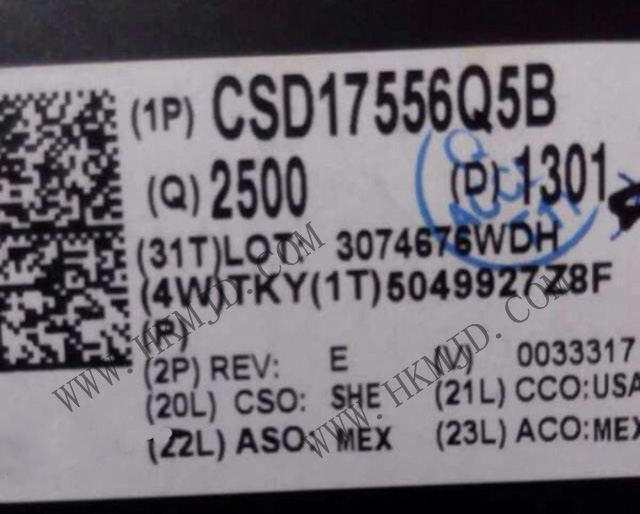 (1P) CSD17556Q5B
(Q) 2500 (D) 1301
(31T)LOT: 3074676WDH
(4W)TKY(1T)5049927Z8F
(P)
(2P) REV: E (V) 0033317
(20L) CSO: SHE (21L) CCO:USA
(22L) ASO: MEX (23L) ACO:MEX
WWW.HKMJD.COM
WWW.HKMJD.COM